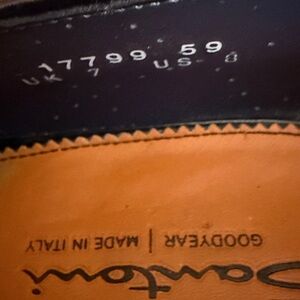 17799 59
UK 7 US 8
GOODYEAR | MADE IN ITALY
Santoni